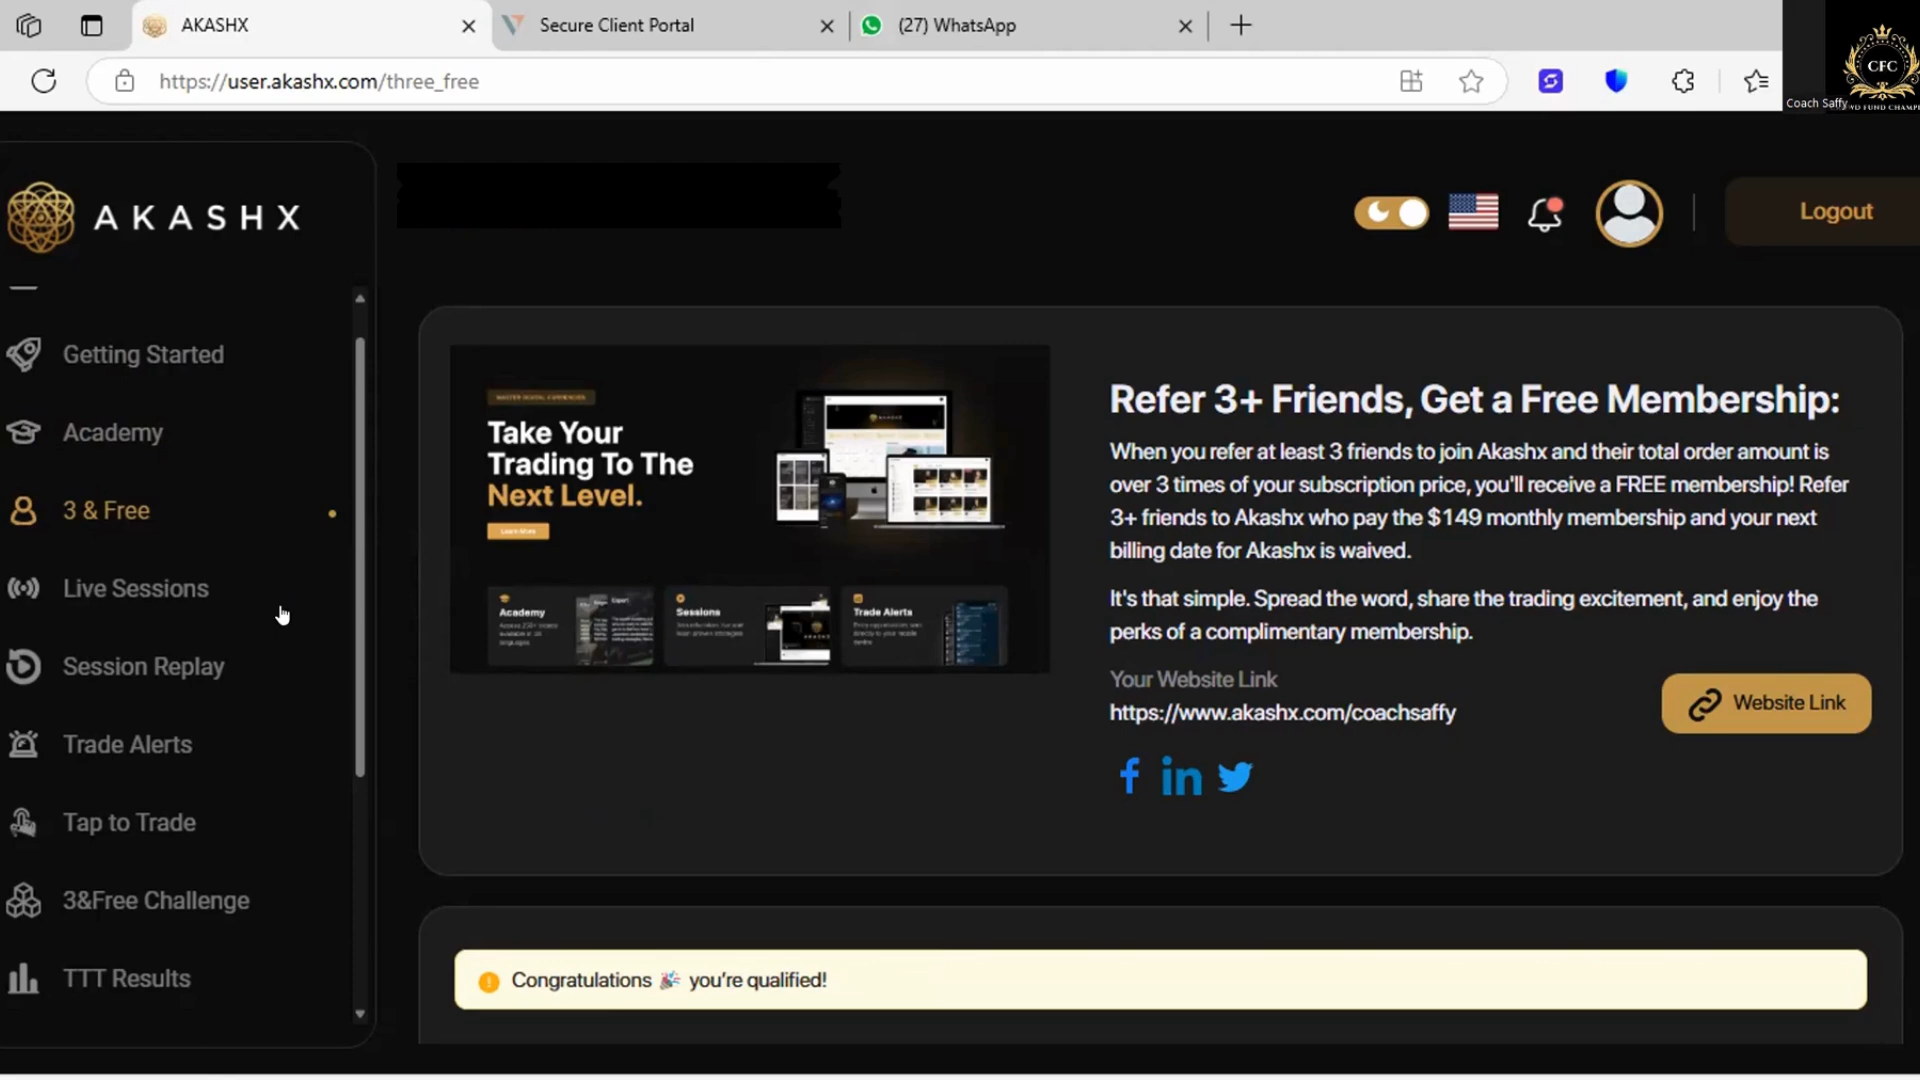 AKASHX
Secure Client Portal
(27) WhatsApp
https://user.akashx.com/three_free
CFC
Coach Saffy
AKASHX
Logout
Getting Started
Academy
3 & Free
Live Sessions
Session Replay
Trade Alerts
Tap to Trade
3&Free Challenge
TTT Results
Take Your
Trading To The
Next Level.
Learn More
Academy
Sessions
Trade Alerts
Refer 3+ Friends, Get a Free Membership:
When you refer at least 3 friends to join Akashx and their total order amount is
over 3 times of your subscription price, you'll receive a FREE membership! Refer
3+ friends to Akashx who pay the $149 monthly membership and your next
billing date for Akashx is waived.
It's that simple. Spread the word, share the trading excitement, and enjoy the
perks of a complimentary membership.
Your Website Link
https://www.akashx.com/coachsaffy
Website Link
Congratulations 🎉 you're qualified!